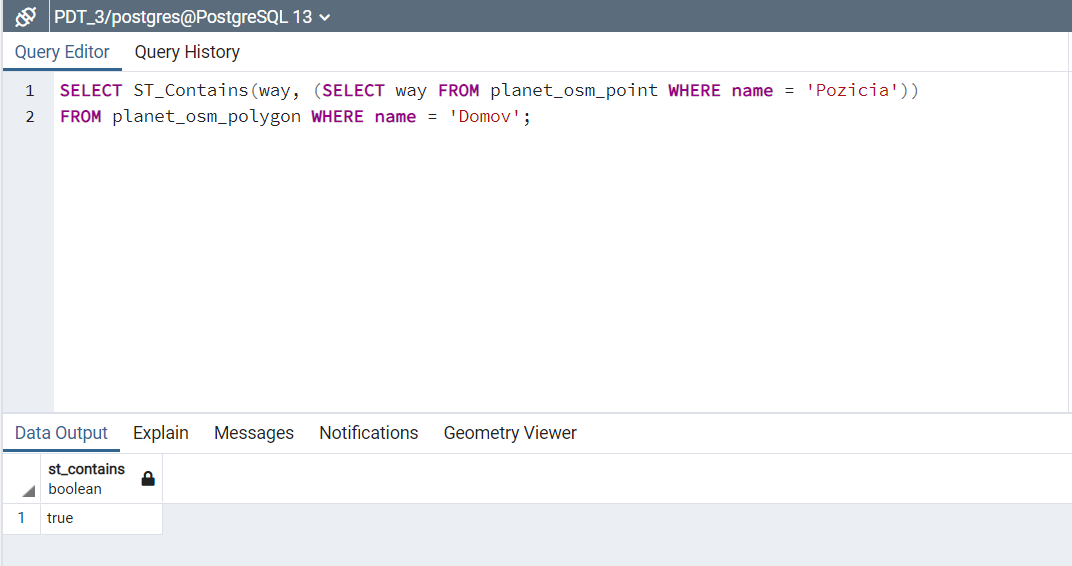 PDT_3/postgres@PostgreSQL 13
Query Editor Query History
1 SELECT ST_Contains(way, (SELECT way FROM planet_osm_point WHERE name = 'Pozicia'))
2 FROM planet_osm_polygon WHERE name = 'Domov';
Data Output Explain Messages Notifications Geometry Viewer
st_contains
boolean
1 true